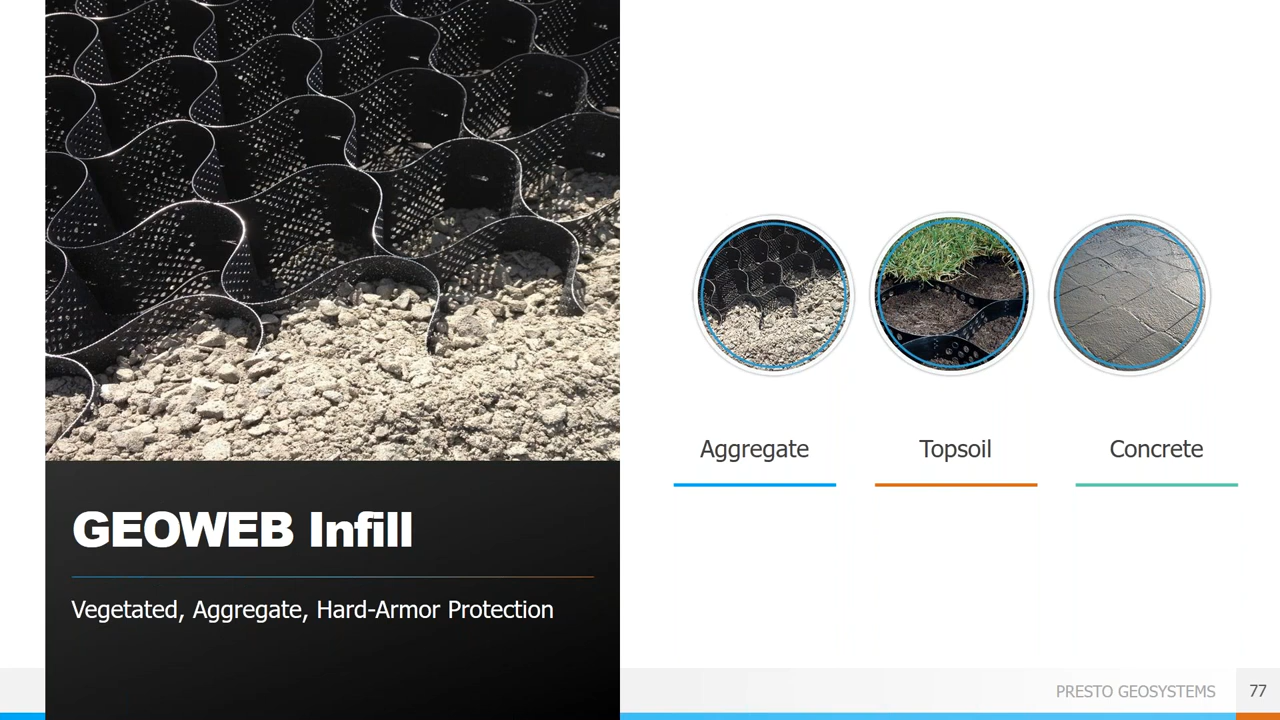 GEOWEB Infill
Vegetated, Aggregate, Hard-Armor Protection
Aggregate
Topsoil
Concrete
PRESTO GEOSYSTEMS
77